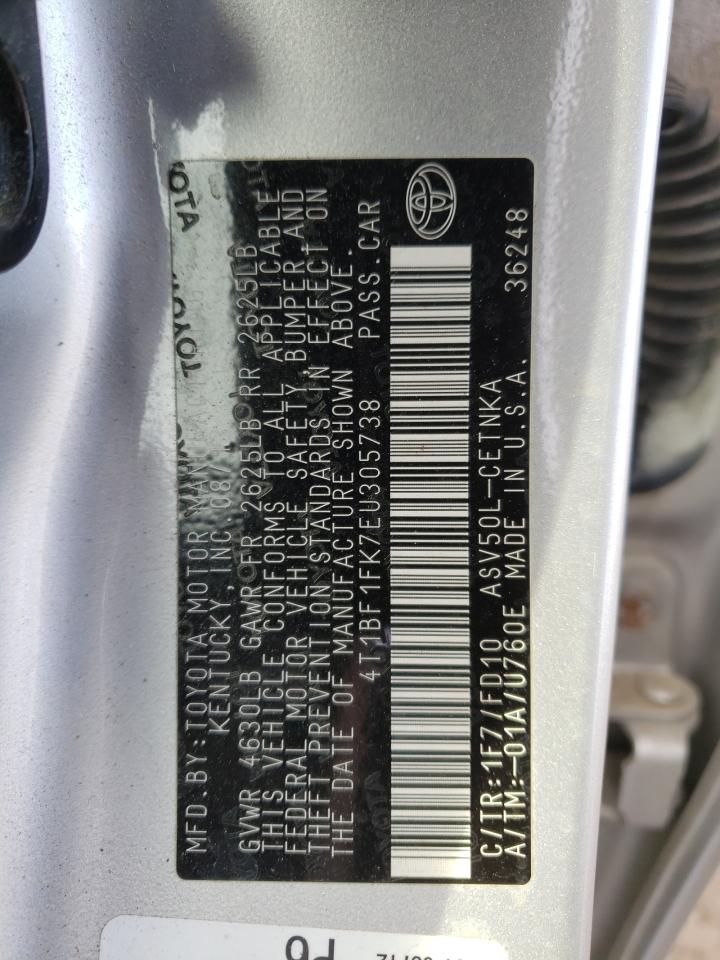 MFD.BY:TOYOTA MOTOR MAN
KENTUCKY, INC 08/
GVWR 4630LB GAWR FR 2625LB RR 2625LB
THIS VEHICLE CONFORMS TO ALL APPLICABLE
FEDERAL MOTOR VEHICLE SAFETY, BUMPER AND
THEFT PREVENTION STANDARDS IN EFFECT ON
THE DATE OF MANUFACTURE SHOWN ABOVE
4T1BF1FK7EU305738 PASS.CAR
C/TR:1F7/FD10 ASV50L-CETNKA 36248
A/TM:-01A/U760E MADE IN U.S.A.
P6